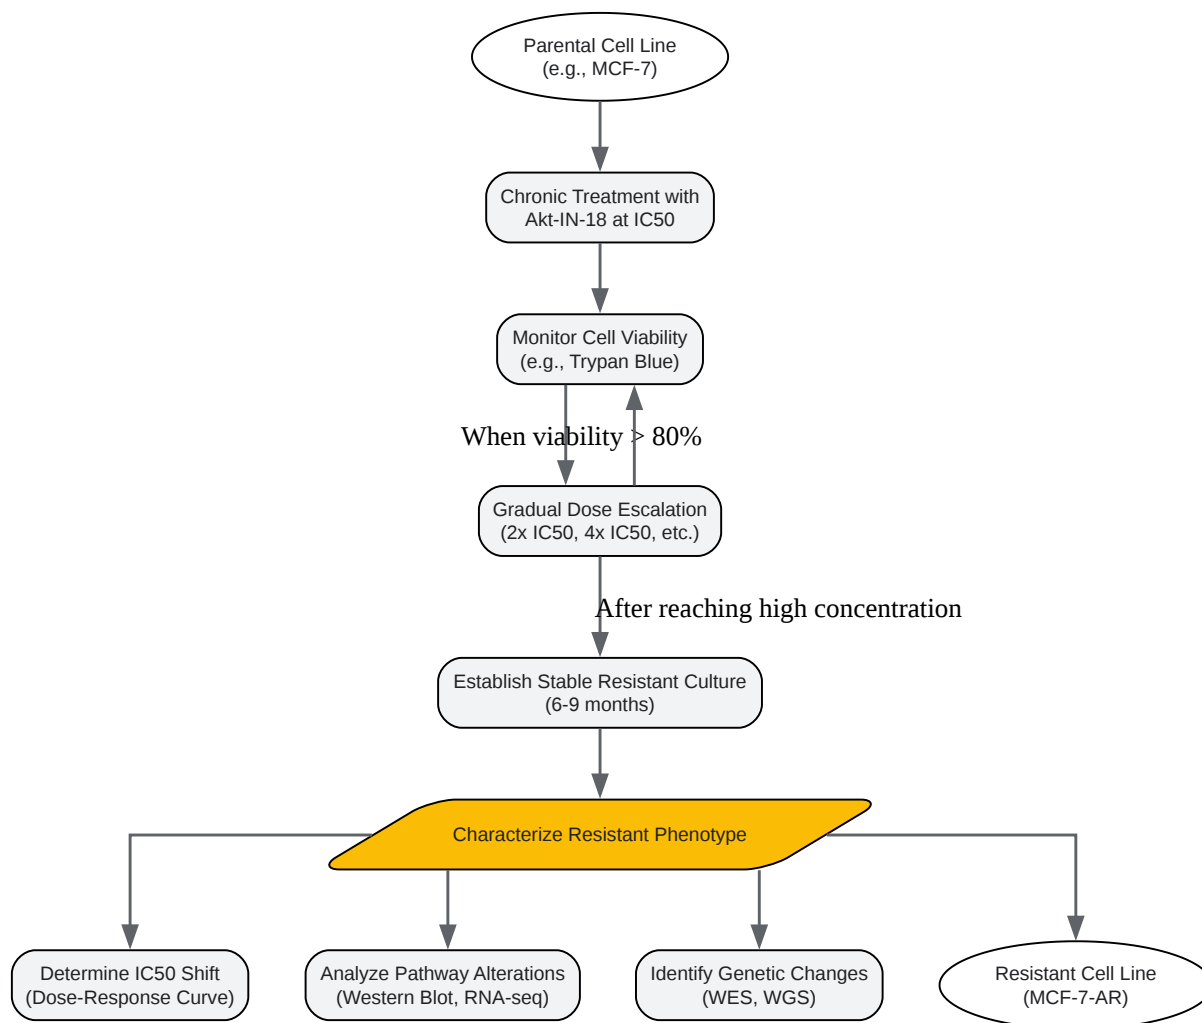 Parental Cell Line
(e.g., MCF-7)
Chronic Treatment with
Akt-IN-18 at IC50
Monitor Cell Viability
(e.g., Trypan Blue)
When viability > 80%
Gradual Dose Escalation
(2x IC50, 4x IC50, etc.)
After reaching high concentration
Establish Stable Resistant Culture
(6-9 months)
Characterize Resistant Phenotype
Determine IC50 Shift
(Dose-Response Curve)
Analyze Pathway Alterations
(Western Blot, RNA-seq)
Identify Genetic Changes
(WES, WGS)
Resistant Cell Line
(MCF-7-AR)